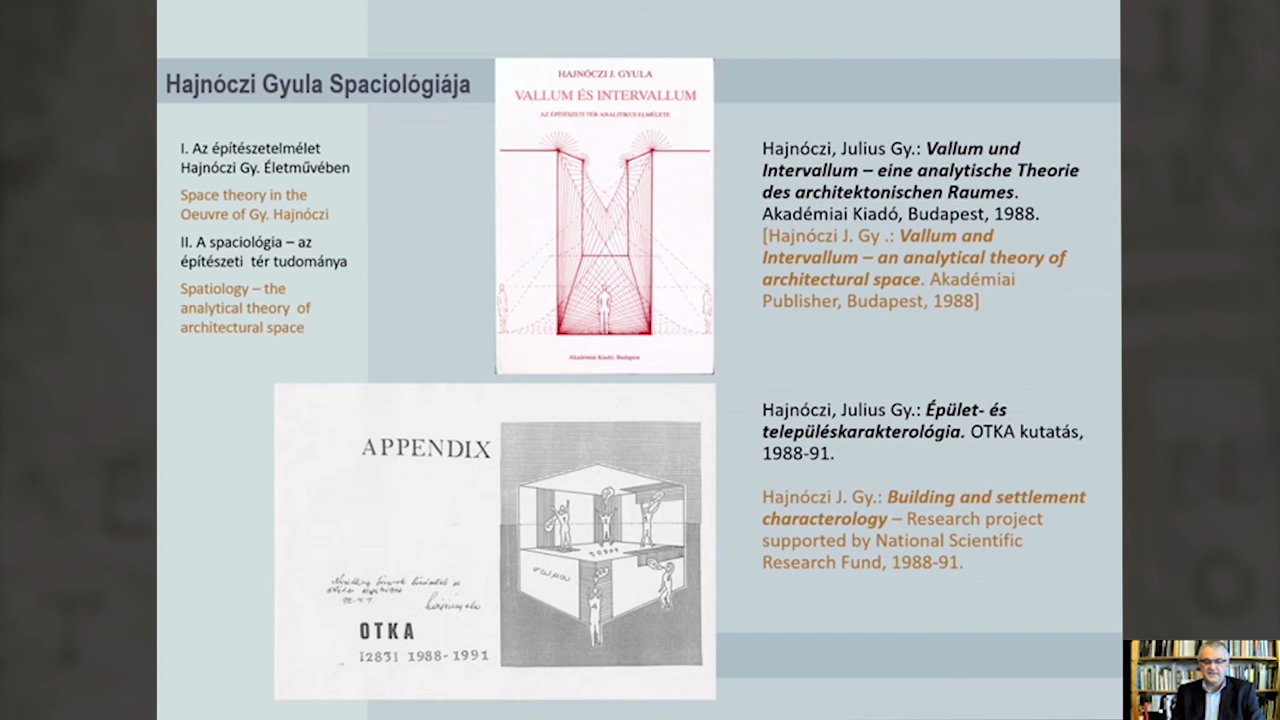 Hajnóczi Gyula Spaciológiája
I. Az építészetelmélet
Hajnóczi Gy. Életművében
Space theory in the
Oeuvre of Gy. Hajnóczi
II. A spaciológia – az
építészeti tér tudománya
Spatiology – the
analytical theory of
architectural space
HAJNÓCZI J. GYULA
VALLUM ÉS INTERVALLUM
AZ ÉPÍTÉSZETI TÉR ANALITIKUS ELMÉLETE
Akadémiai Kiadó, Budapest
Hajnóczi, Julius Gy.: Vallum und
Intervallum – eine analytische Theorie
des architektonischen Raumes.
Akadémiai Kiadó, Budapest, 1988.
[Hajnóczi J. Gy .: Vallum and
Intervallum – an analytical theory of
architectural space. Akadémiai
Publisher, Budapest, 1988]
APPENDIX
OTKA
1283I 1988-1991
Hajnóczi, Julius Gy.: Épület- és
településkarakterológia. OTKA kutatás,
1988-91.
Hajnóczi J. Gy.: Building and settlement
characterology – Research project
supported by National Scientific
Research Fund, 1988-91.